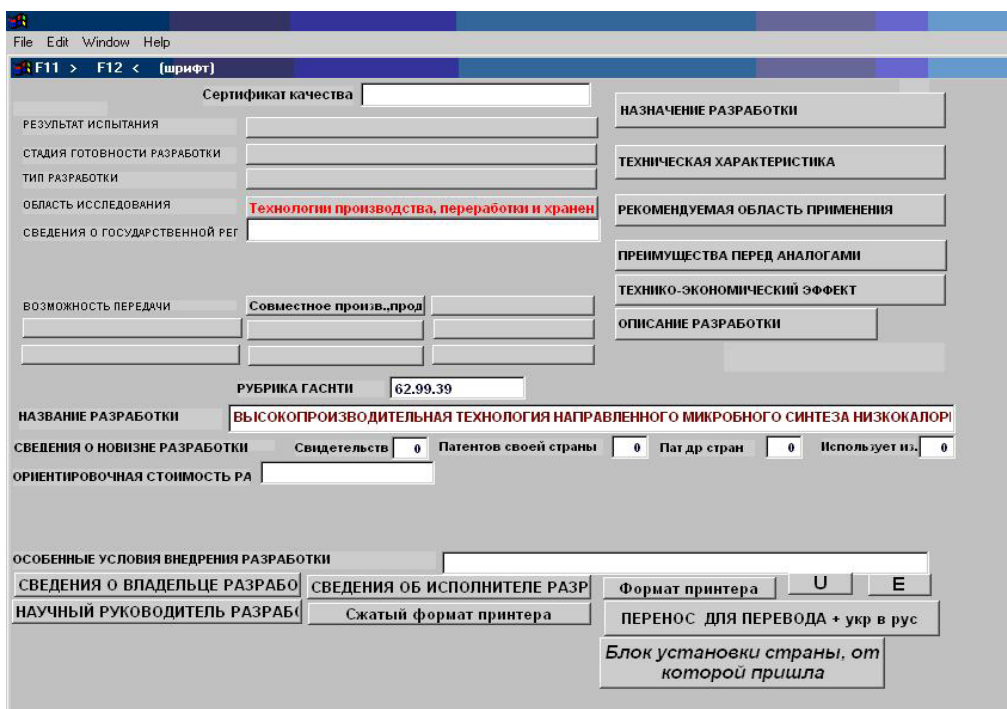 File Edit Window Help
F11 > F12 < (шрифт)
Сертификат качества
НАЗНАЧЕНИЕ РАЗРАБОТКИ
РЕЗУЛЬТАТ ИСПЫТАНИЯ
СТАДИЯ ГОТОВНОСТИ РАЗРАБОТКИ
ТЕХНИЧЕСКАЯ ХАРАКТЕРИСТИКА
ТИП РАЗРАБОТКИ
ОБЛАСТЬ ИССЛЕДОВАНИЯ Технологии производства, переработки и хранен
РЕКОМЕНДУЕМАЯ ОБЛАСТЬ ПРИМЕНЕНИЯ
СВЕДЕНИЯ О ГОСУДАРСТВЕННОЙ РЕГ
ПРЕИМУЩЕСТВА ПЕРЕД АНАЛОГАМИ
ТЕХНИКО-ЭКОНОМИЧЕСКИЙ ЭФФЕКТ
ВОЗМОЖНОСТЬ ПЕРЕДАЧИ Совместное произв.,прод
ОПИСАНИЕ РАЗРАБОТКИ
РУБРИКА ГАСНТИ 62.99.39
НАЗВАНИЕ РАЗРАБОТКИ ВЫСОКОПРОИЗВОДИТЕЛЬНАЯ ТЕХНОЛОГИЯ НАПРАВЛЕННОГО МИКРОБНОГО СИНТЕЗА НИЗКОКАЛОРИ
СВЕДЕНИЯ О НОВИЗНЕ РАЗРАБОТКИ Свидетельств 0 Патентов своей страны 0 Пат др стран 0 Использует из. 0
ОРИЕНТИРОВОЧНАЯ СТОИМОСТЬ РА
ОСОБЕННЫЕ УСЛОВИЯ ВНЕДРЕНИЯ РАЗРАБОТКИ
СВЕДЕНИЯ О ВЛАДЕЛЬЦЕ РАЗРАБО СВЕДЕНИЯ ОБ ИСПОЛНИТЕЛЕ РАЗР Формат принтера U E
НАУЧНЫЙ РУКОВОДИТЕЛЬ РАЗРАБО Сжатый формат принтера ПЕРЕНОС ДЛЯ ПЕРЕВОДА + укр в рус
Блок установки страны, от
которой пришла